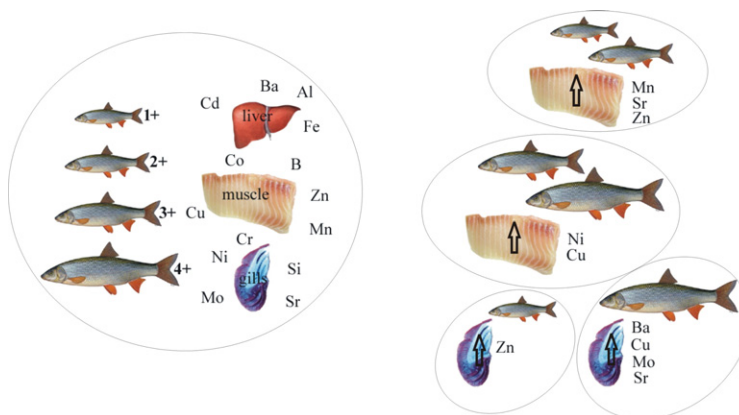 Ba
Al
Cd
liver
Fe
1+
Co
B
2+
muscle
Zn
Cu
3+
Mn
Cr
Ni
Si
4+
gills
Mo
Sr
Mn
Sr
Zn
Ni
Cu
Zn
Ba
Cu
Mo
Sr